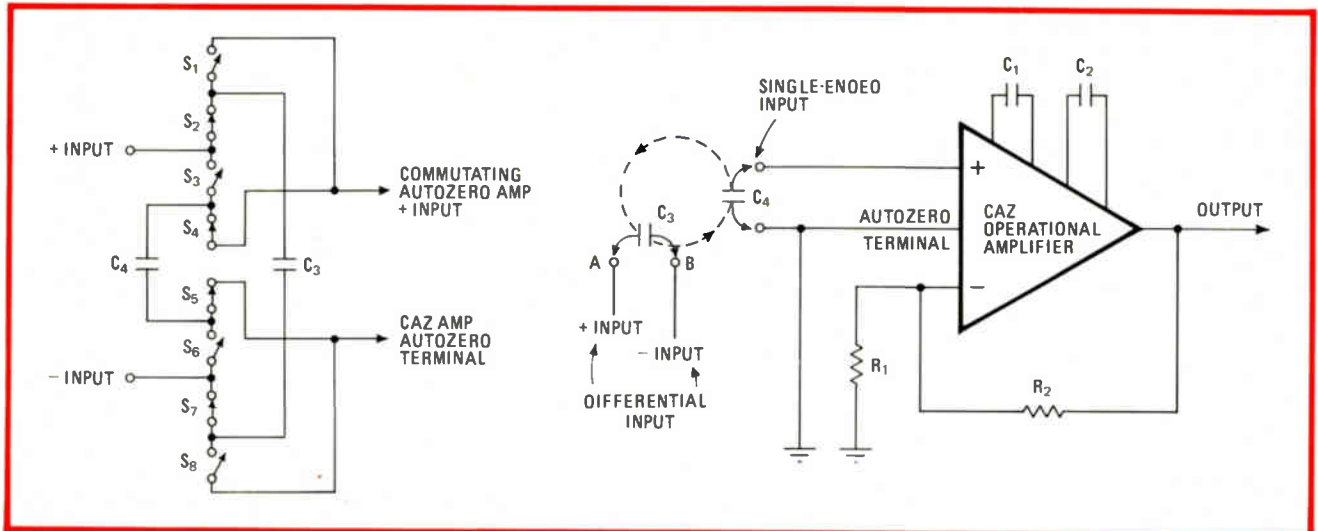 S1
S2
+ INPUT
S3
S4
C4
C3
S5
S6
– INPUT
S7
S8
COMMUTATING
AUTOZERO AMP
+ INPUT
CAZ AMP
AUTOZERO
TERMINAL
SINGLE-ENOEO
INPUT
C4
C3
A
B
+ INPUT
– INPUT
OIFFERENTIAL
INPUT
AUTOZERO
TERMINAL
C1
C2
+
CAZ
OPERATIONAL
AMPLIFIER
–
OUTPUT
R1
R2